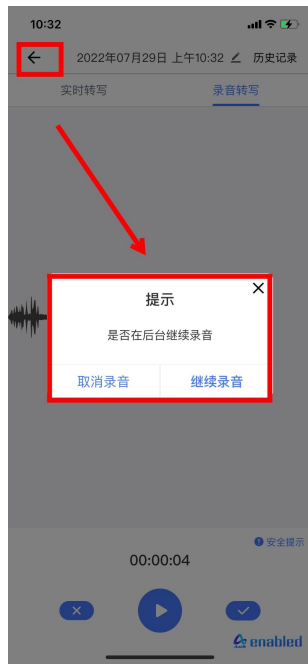 10:32
2022年07月29日 上午10:32 历史记录
实时转写 录音转写
提示
是否在后台继续录音
取消录音 继续录音
安全提示
00:00:04
enabled